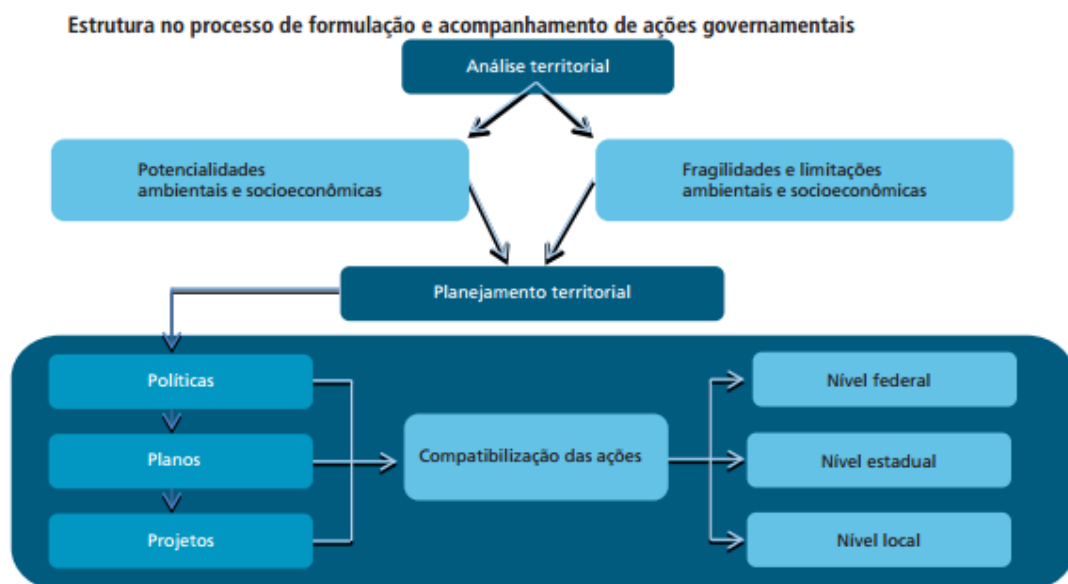 Estrutura no processo de formulação e acompanhamento de ações governamentais
Análise territorial
Potencialidades
ambientais e socioeconômicas
Fragilidades e limitações
ambientais e socioeconômicas
Planejamento territorial
Políticas
Planos
Projetos
Compatibilização das ações
Nível federal
Nível estadual
Nível local